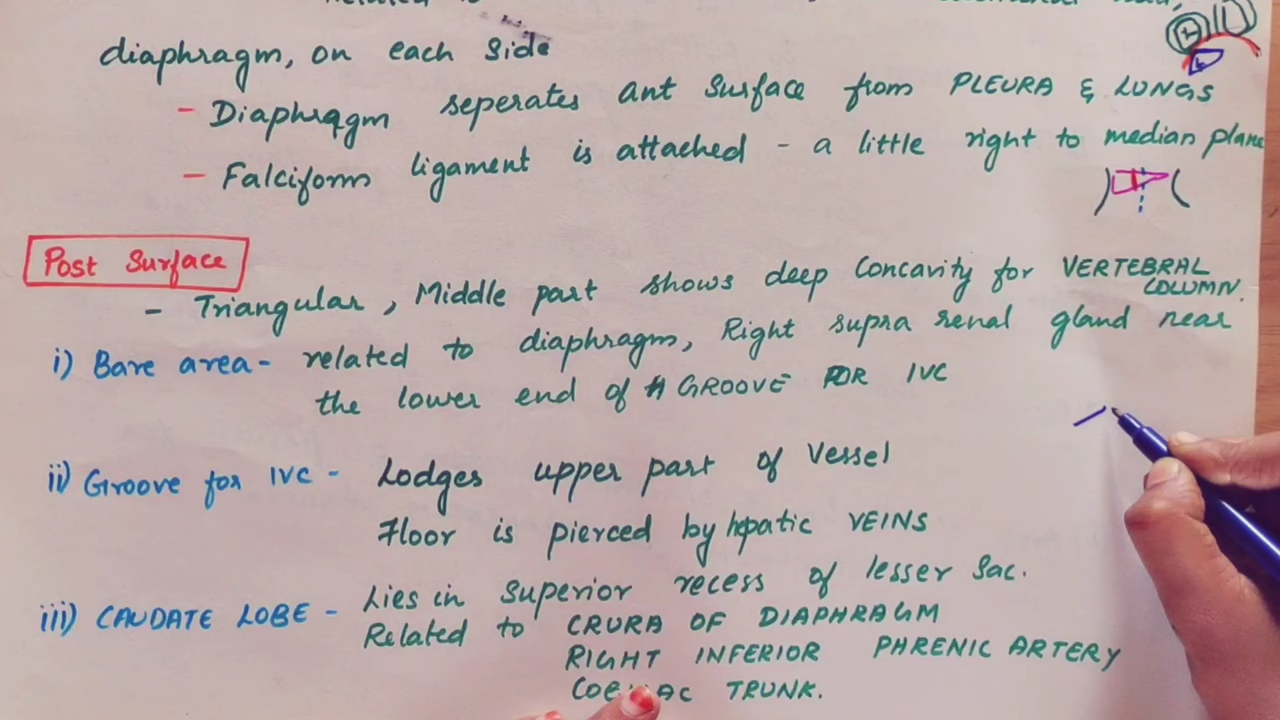 diaphragm, on each side
- Diaphragm seperates ant surface from PLEURA & LUNGS
- Falciform ligament is attached - a little right to median plane
Post Surface
- Triangular, Middle part shows deep concavity for VERTEBRAL COLUMN.
i) Bare area - related to diaphragm, Right supra renal gland near
the lower end of GROOVE FOR IVC
ii) Groove for IVC - Lodges upper part of vessel
Floor is pierced by hepatic VEINS
iii) CAUDATE LOBE - Lies in superior recess of lesser sac.
Related to CRURA OF DIAPHRAGM
RIGHT INFERIOR PHRENIC ARTERY
TRUNK.